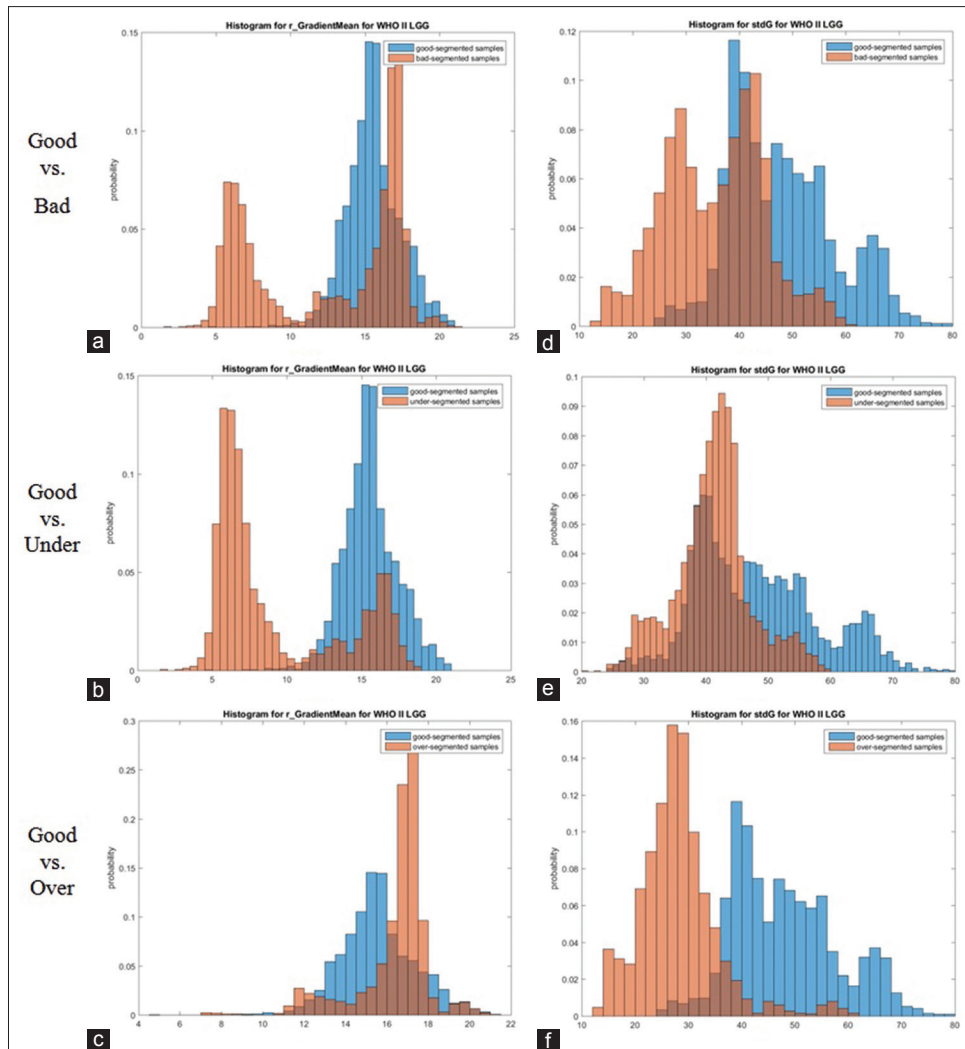 Good
vs.
Bad
Histogram for r_GradientMean for WHO II LGG
good-segmented samples
bad-segmented samples
probability
0.15
0.1
0.05
0
0 5 10 15 20 25
a
Histogram for stdG for WHO II LGG
good-segmented samples
bad-segmented samples
probability
0.12
0.1
0.08
0.06
0.04
0.02
0
10 20 30 40 50 60 70 80
d
Good
vs.
Under
Histogram for r_GradientMean for WHO II LGG
good-segmented samples
under-segmented samples
probability
0.15
0.1
0.05
0
0 5 10 15 20 25
b
Histogram for stdG for WHO II LGG
good-segmented samples
under-segmented samples
probability
0.1
0.09
0.08
0.07
0.06
0.05
0.04
0.03
0.02
0.01
0
20 30 40 50 60 70 80
e
Good
vs.
Over
Histogram for r_GradientMean for WHO II LGG
good-segmented samples
over-segmented samples
probability
0.3
0.25
0.2
0.15
0.1
0.05
0
4 6 8 10 12 14 16 18 20 22
c
Histogram for stdG for WHO II LGG
good-segmented samples
over-segmented samples
probability
0.16
0.14
0.12
0.1
0.08
0.06
0.04
0.02
0
10 20 30 40 50 60 70 80
f